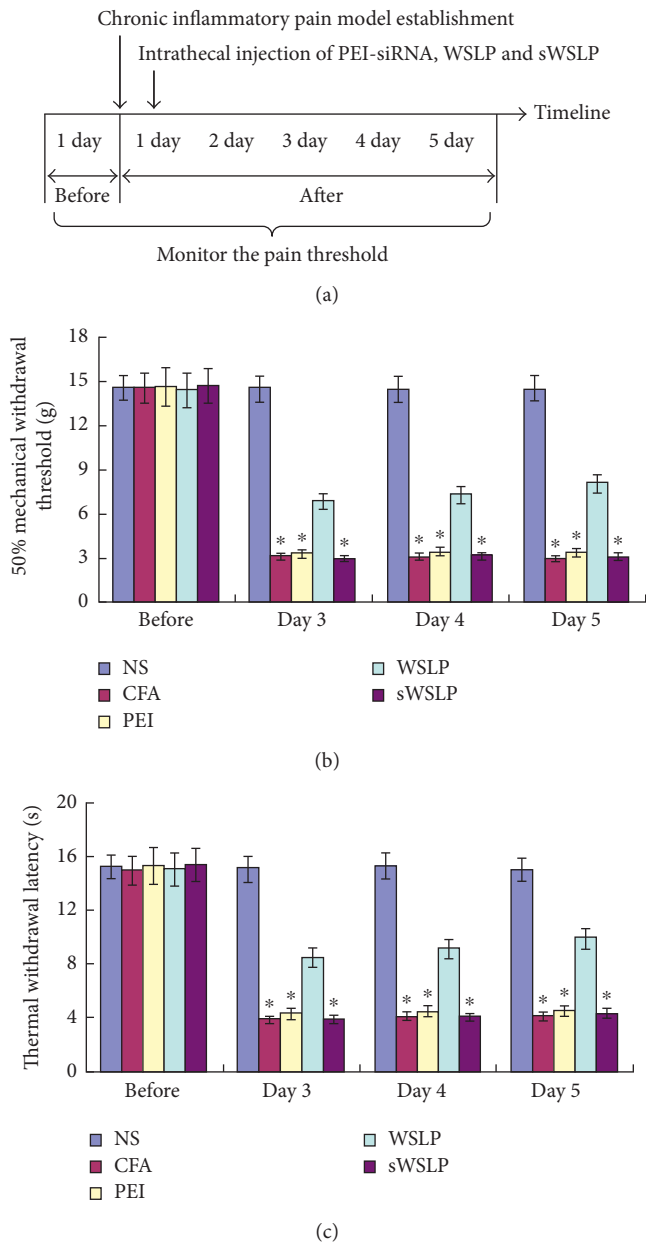 Chronic inflammatory pain model establishment
Intrathecal injection of PEI-siRNA, WSLP and sWSLP
Timeline
1 day 1 day 2 day 3 day 4 day 5 day
Before After
Monitor the pain threshold
(a)
50% mechanical withdrawal
threshold (g)
18
15
12
9
6
3
0
* * * * * * * * *
Before Day 3 Day 4 Day 5
NS WSLP
CFA sWSLP
PEI
(b)
Thermal withdrawal latency (s)
20
16
12
8
4
0
* * * * * * * * *
Before Day 3 Day 4 Day 5
NS WSLP
CFA sWSLP
PEI
(c)